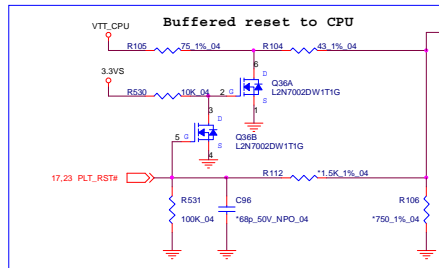 Buffered reset to CPU
VTT_CPU
R105 75_1%_04 R104 43_1%_04
3.3VS
6
D
Q36A
R530 10K_04 2 G L2N7002DW1T1G
S
3 1
D
Q36B
5 G L2N7002DW1T1G
S
4
17,23 PLT_RST# R112 *1.5K_1%_04
R531 C96 R106
100K_04 *68p_50V_NPO_04 *750_1%_04